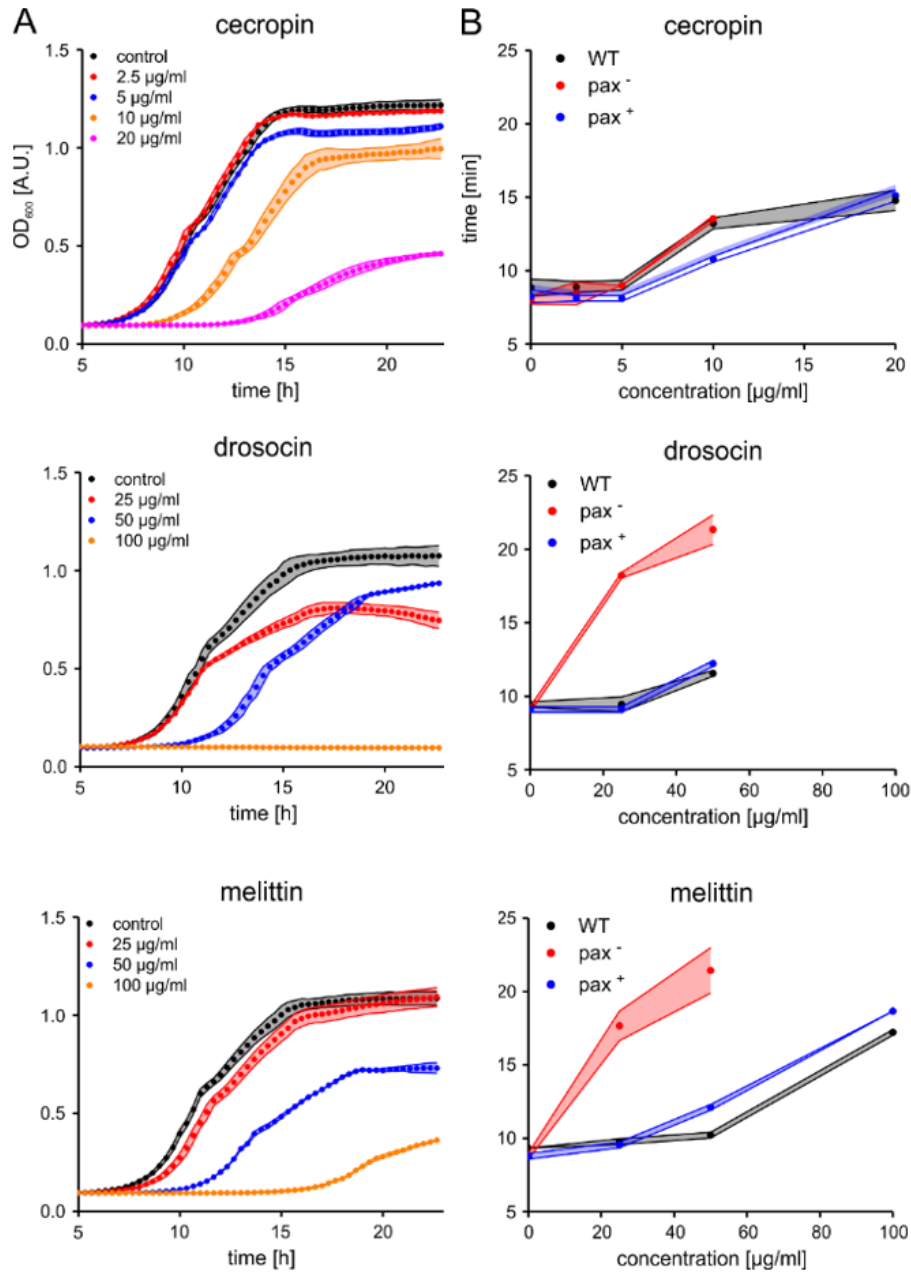 A
cecropin
1.5
1.0
0.5
0.0
OD₆₀₀ [A.U.]
control
2.5 µg/ml
5 µg/ml
10 µg/ml
20 µg/ml
5 10 15 20
time [h]
B
cecropin
25
20
15
10
5
time [min]
WT
pax ⁻
pax ⁺
0 5 10 15 20
concentration [µg/ml]
drosocin
1.5
1.0
0.5
0.0
control
25 µg/ml
50 µg/ml
100 µg/ml
5 10 15 20
time [h]
drosocin
25
20
15
10
5
WT
pax ⁻
pax ⁺
0 20 40 60 80 100
concentration [µg/ml]
melittin
1.5
1.0
0.5
0.0
control
25 µg/ml
50 µg/ml
100 µg/ml
5 10 15 20
time [h]
melittin
25
20
15
10
5
WT
pax ⁻
pax ⁺
0 20 40 60 80 100
concentration [µg/ml]